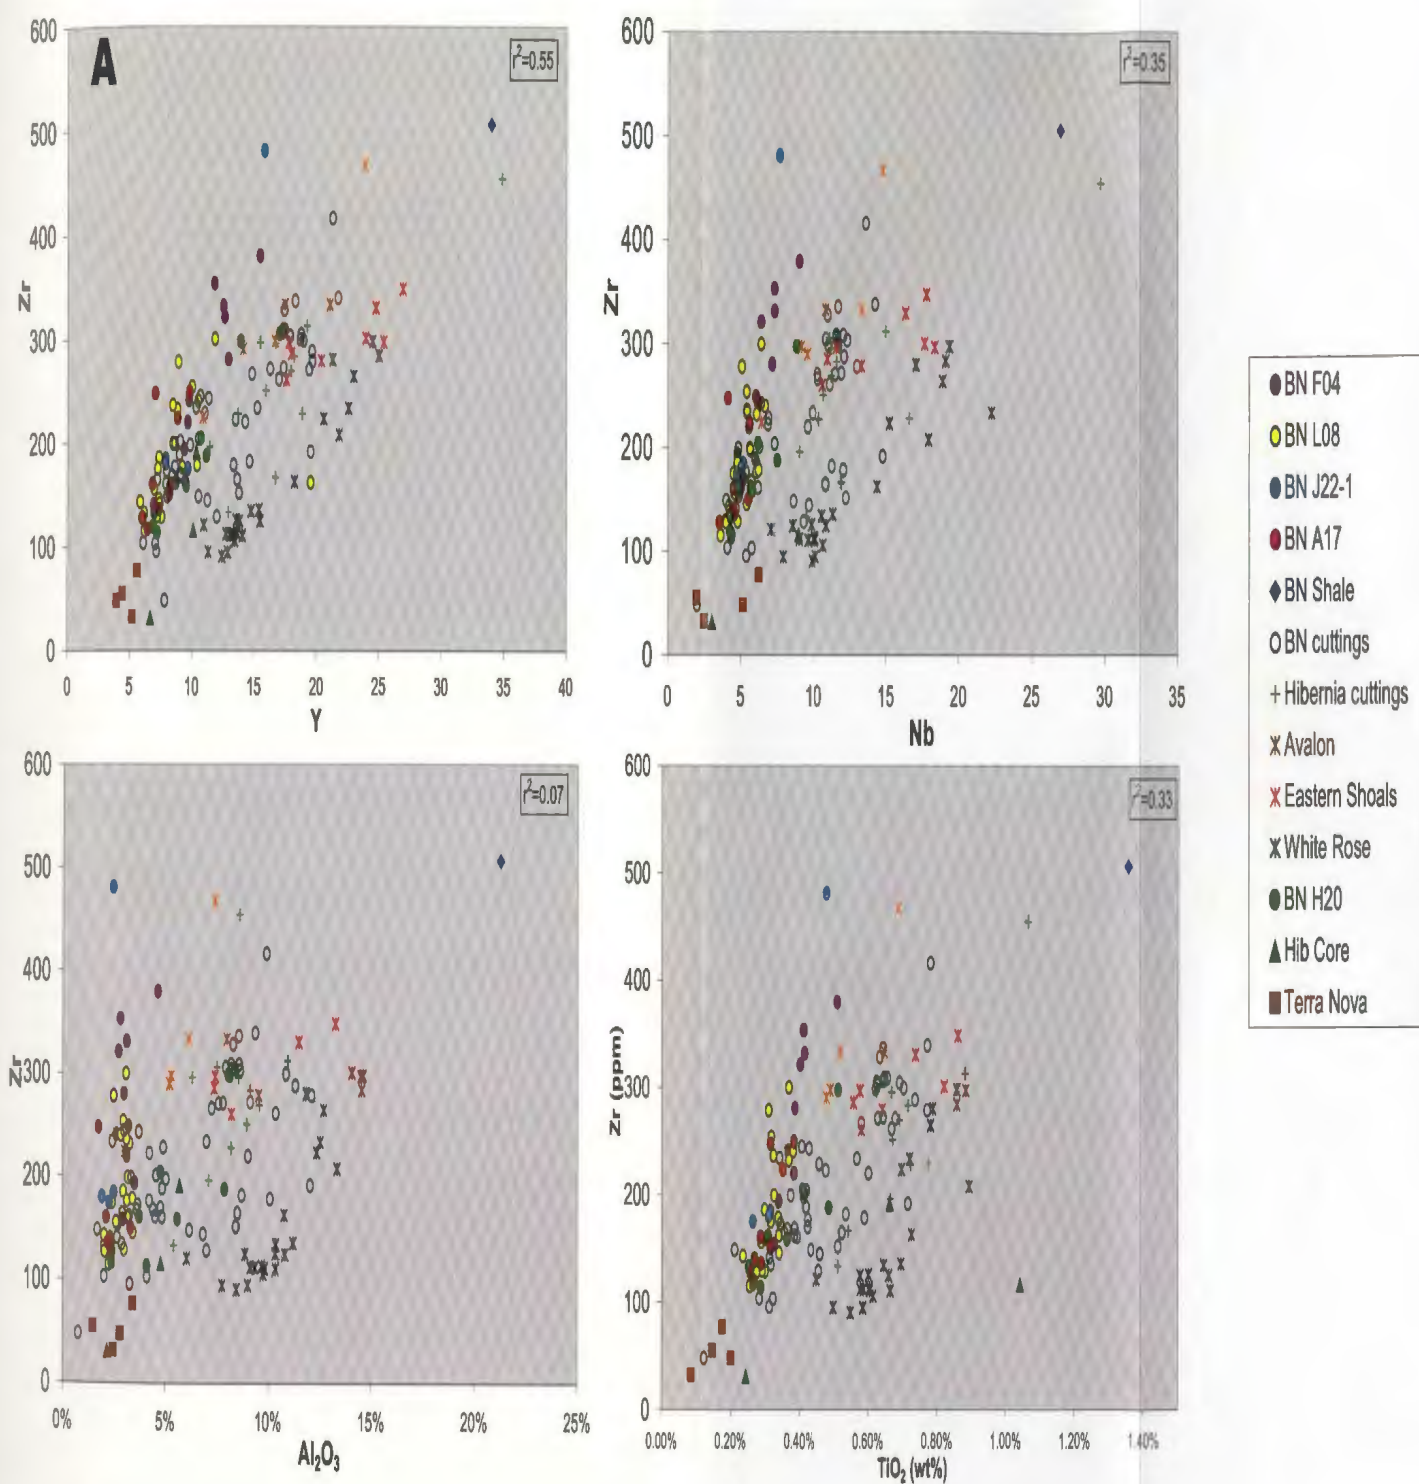 A
r²=0.55
600
500
400
300
200
100
0
Zr
0 5 10 15 20 25 30 35 40
Y
r²=0.35
600
500
400
300
200
100
0
Zr
0 5 10 15 20 25 30 35
Nb
BN F04
BN L08
BN J22-1
BN A17
BN Shale
BN cuttings
Hibernia cuttings
Avalon
Eastern Shoals
White Rose
BN H20
Hib Core
Terra Nova
r²=0.07
600
500
400
300
200
100
0
Zr
0% 5% 10% 15% 20% 25%
Al₂O₃
r²=0.33
600
500
400
300
200
100
0
Zr (ppm)
0.00% 0.20% 0.40% 0.60% 0.80% 1.00% 1.20% 1.40%
TiO₂ (wt%)